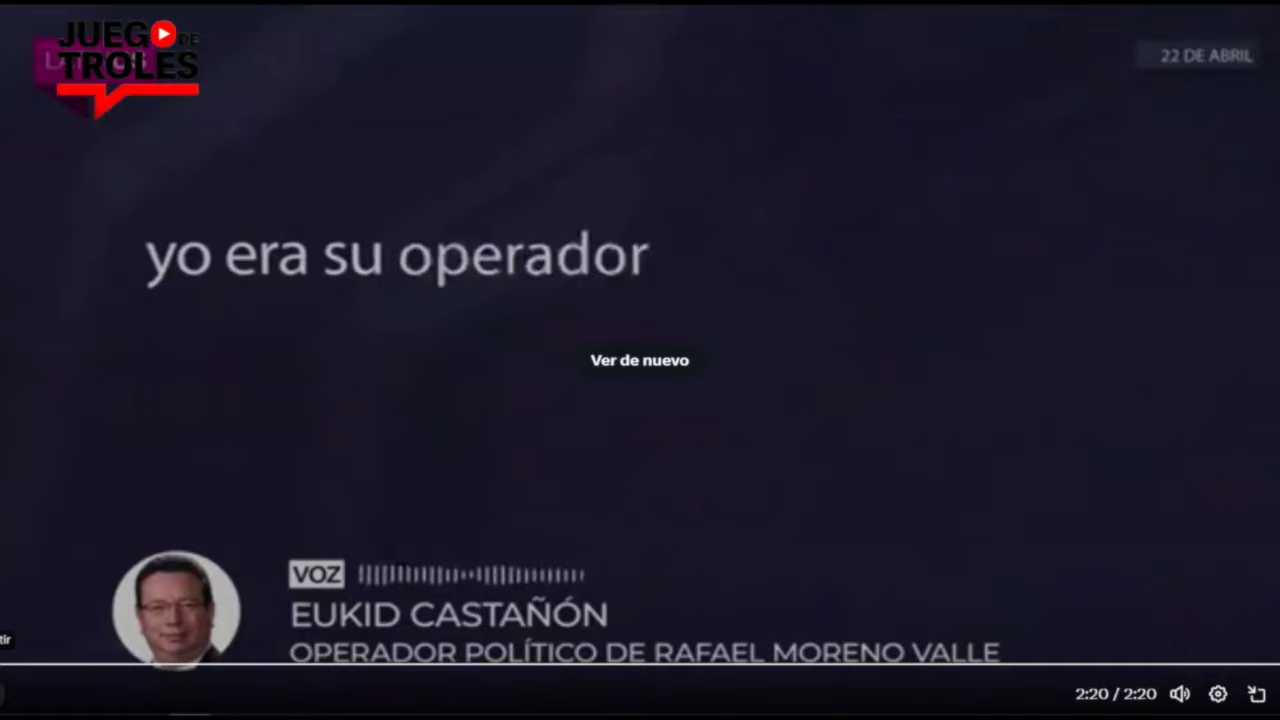 JUEGO DE
TROLES
22 DE ABRIL
yo era su operador
Ver de nuevo
VOZ
EUKID CASTAÑÓN
OPERADOR POLÍTICO DE RAFAEL MORENO VALLE
tir
2:20 / 2:20